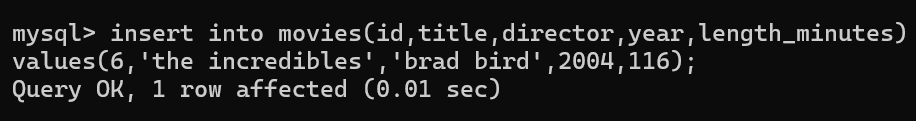 mysql> insert into movies(id,title,director,year,length_minutes)
values(6,'the incredibles','brad bird',2004,116);
Query OK, 1 row affected (0.01 sec)